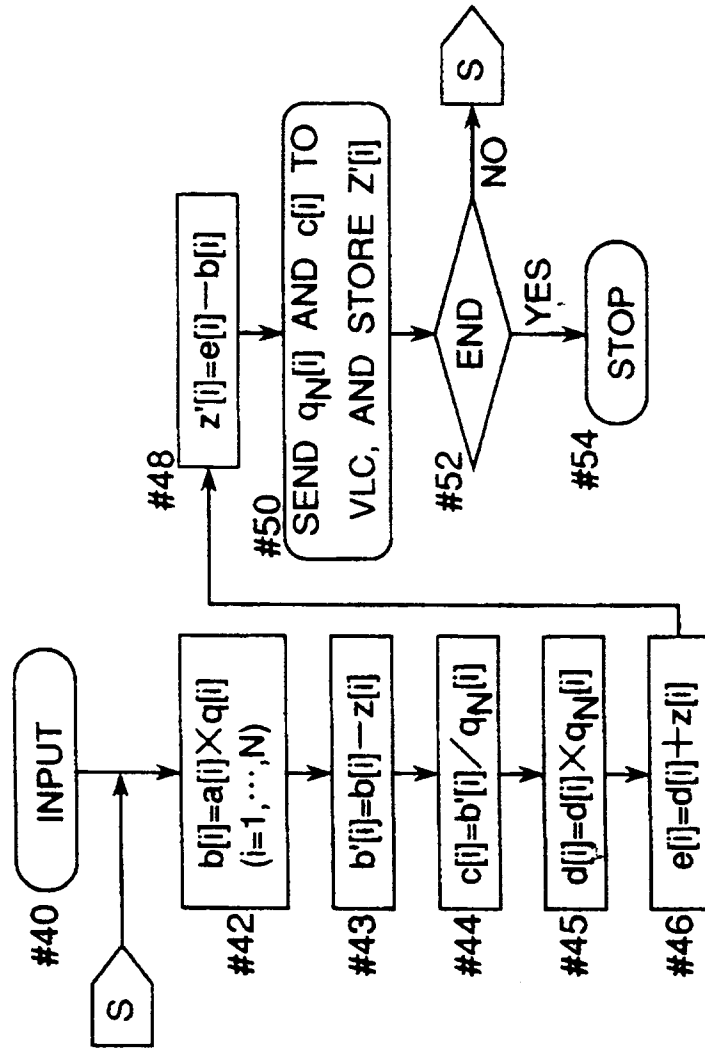 #40
INPUT
S
#42
b[i]=a[i]×q[i]
(i=1,⋯,N)
#43
b'[i]=b[i]−z[i]
#44
c[i]=b'[i]/qN[i]
#45
d[i]=d[i]×qN[i]
#46
e[i]=d[i]+z[i]
#48
z'[i]=e[i]−b[i]
#50
SEND qN[i] AND c[i] TO
VLC, AND STORE Z'[i]
#52
END
NO
S
YES
#54
STOP